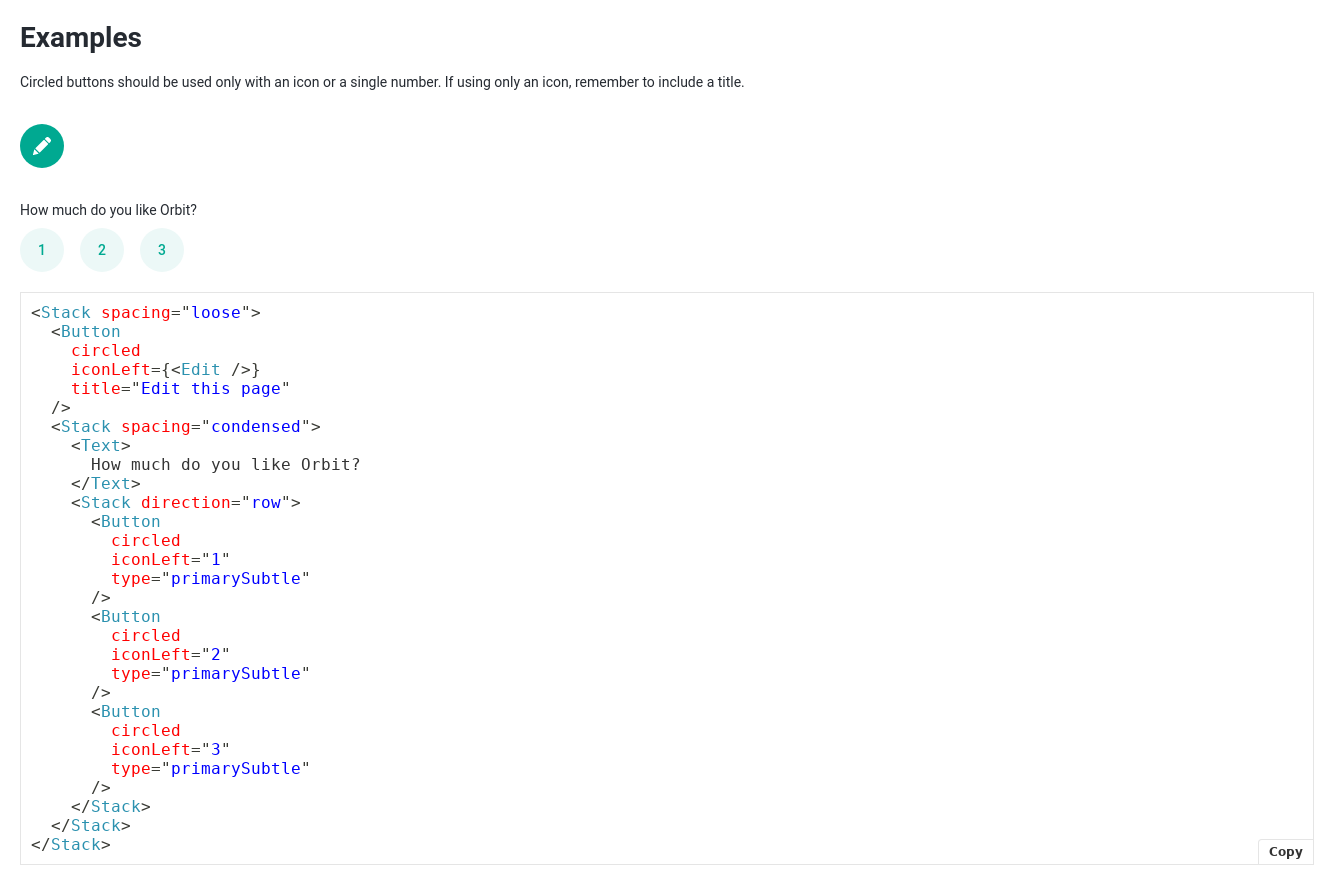 Examples
Circled buttons should be used only with an icon or a single number. If using only an icon, remember to include a title.
How much do you like Orbit?
1 2 3
<Stack spacing="loose">
  <Button
    circled
    iconLeft={<Edit />}
    title="Edit this page"
  />
  <Stack spacing="condensed">
    <Text>
      How much do you like Orbit?
    </Text>
    <Stack direction="row">
      <Button
        circled
        iconLeft="1"
        type="primarySubtle"
      />
      <Button
        circled
        iconLeft="2"
        type="primarySubtle"
      />
      <Button
        circled
        iconLeft="3"
        type="primarySubtle"
      />
    </Stack>
  </Stack>
</Stack>
Copy